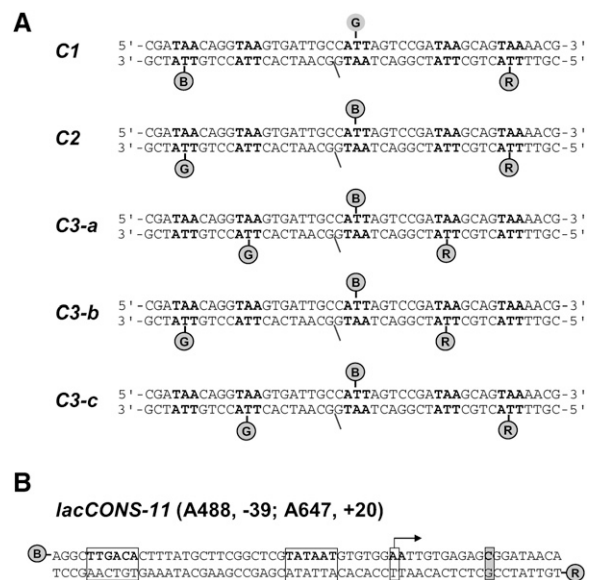 A
G
C1
5'-CGATAACAGGTAAGTGATTGCCATTAGTCCGATAAGCAGTAAAACG-3'
3'-GCTATTGTCCATTCACTAACGGTAATCAGGCTATTCGTCATTTTGC-5'
B R
B
C2
5'-CGATAACAGGTAAGTGATTGCCATTAGTCCGATAAGCAGTAAAACG-3'
3'-GCTATTGTCCATTCACTAACGGTAATCAGGCTATTCGTCATTTTGC-5'
G R
B
C3-a
5'-CGATAACAGGTAAGTGATTGCCATTAGTCCGATAAGCAGTAAAACG-3'
3'-GCTATTGTCCATTCACTAACGGTAATCAGGCTATTCGTCATTTTGC-5'
G R
B
C3-b
5'-CGATAACAGGTAAGTGATTGCCATTAGTCCGATAAGCAGTAAAACG-3'
3'-GCTATTGTCCATTCACTAACGGTAATCAGGCTATTCGTCATTTTGC-5'
G R
B
C3-c
5'-CGATAACAGGTAAGTGATTGCCATTAGTCCGATAAGCAGTAAAACG-3'
3'-GCTATTGTCCATTCACTAACGGTAATCAGGCTATTCGTCATTTTGC-5'
G R
B
lacCONS-11 (A488, -39; A647, +20)
B AGGCTTGACACTTTATGCTTCGGCTCGTATAATGTGTGGAATTGTGAGAGCGGATAACA
TCCGAACTGTGAAATACGAAGCCGAGCATATTACACACCTTAACACTCTCGCCTATTGT R